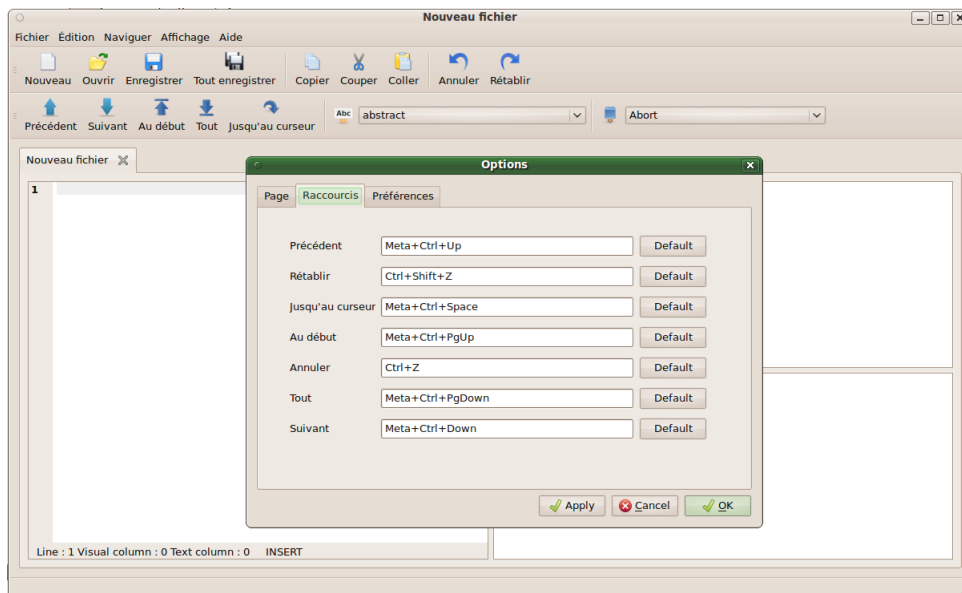 Nouveau fichier
Fichier Édition Naviguer Affichage Aide
Nouveau Ouvrir Enregistrer Tout enregistrer Copier Couper Coller Annuler Rétablir
Précédent Suivant Au début Tout Jusqu'au curseur Abc abstract Abort
Nouveau fichier
Options
1
Page Raccourcis Préférences
Précédent Meta+Ctrl+Up Default
Rétablir Ctrl+Shift+Z Default
Jusqu'au curseur Meta+Ctrl+Space Default
Au début Meta+Ctrl+PgUp Default
Annuler Ctrl+Z Default
Tout Meta+Ctrl+PgDown Default
Suivant Meta+Ctrl+Down Default
Apply Cancel OK
Line : 1 Visual column : 0 Text column : 0 INSERT